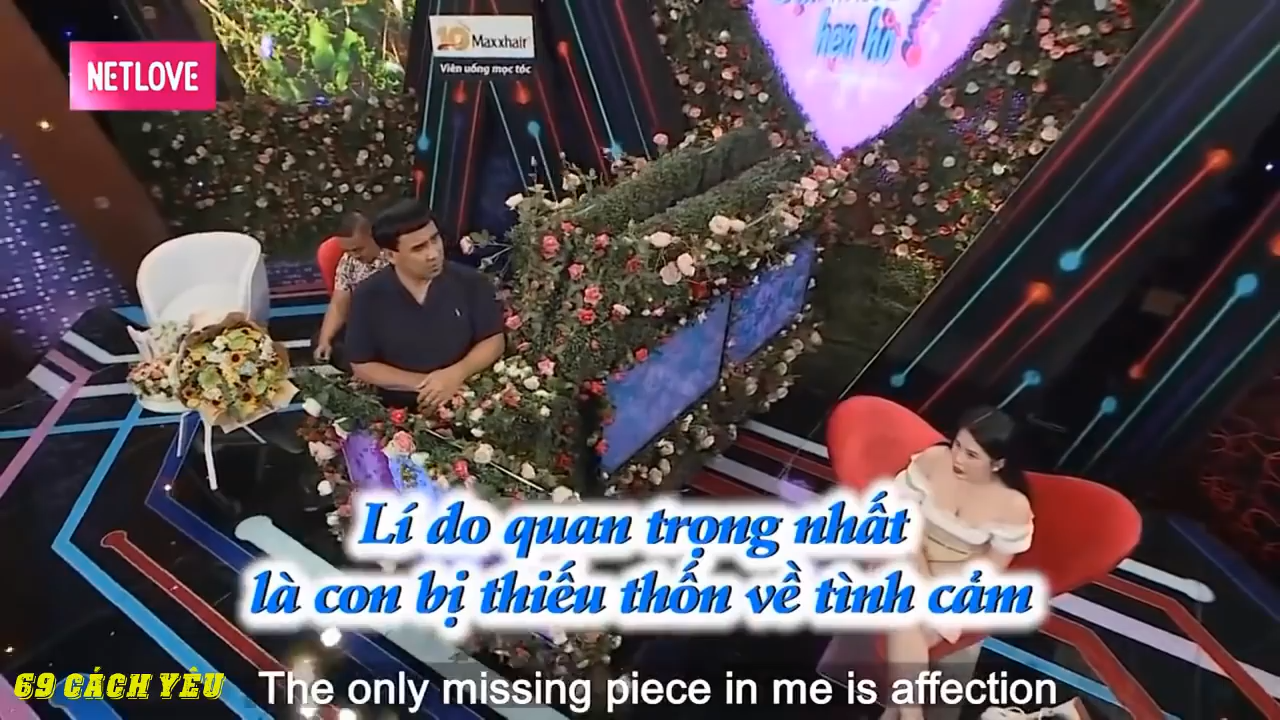 NETLOVE
10 Maxxhair
Viên uống mọc tóc
hẹn hò
Lí do quan trọng nhất
là con bị thiếu thốn về tình cảm
69 CÁCH YÊU
The only missing piece in me is affection